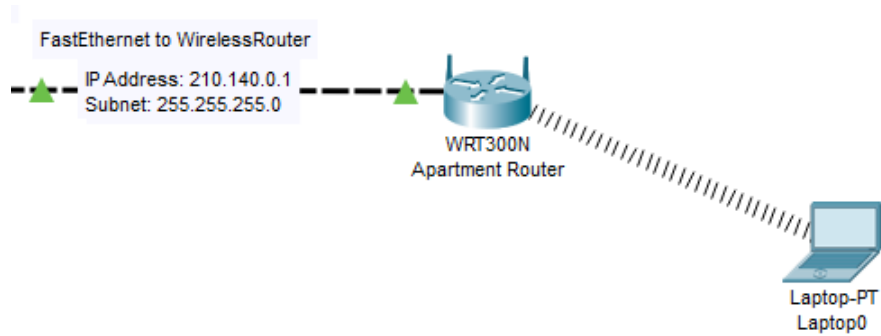 FastEthernet to WirelessRouter
IP Address: 210.140.0.1
Subnet: 255.255.255.0
WRT300N
Apartment Router
Laptop-PT
Laptop0